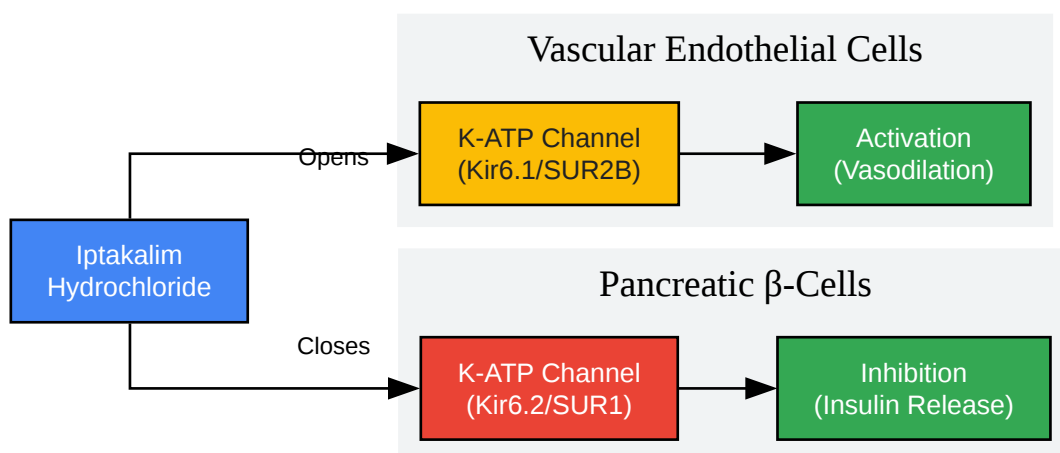 Vascular Endothelial Cells
K-ATP Channel
(Kir6.1/SUR2B)
Activation
(Vasodilation)
Opens
Iptakalim
Hydrochloride
Pancreatic β-Cells
Closes
K-ATP Channel
(Kir6.2/SUR1)
Inhibition
(Insulin Release)